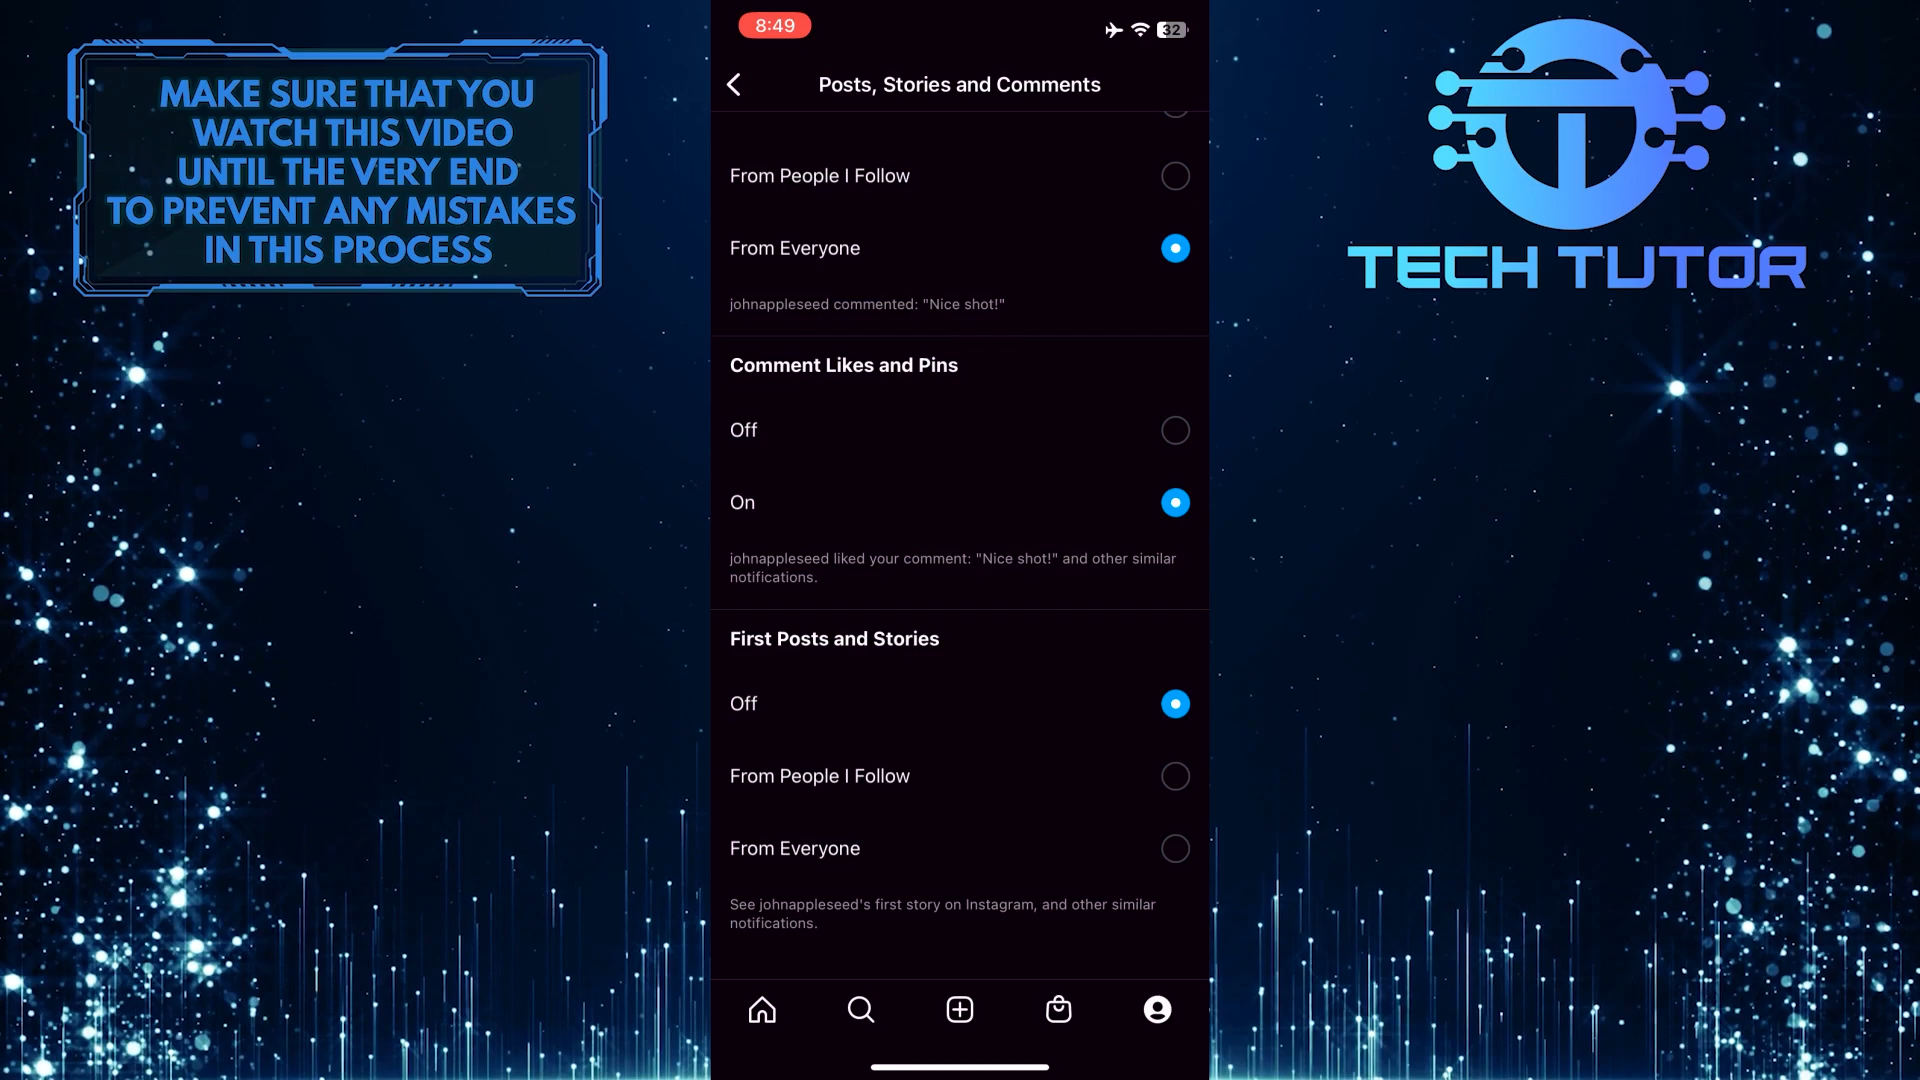 MAKE SURE THAT YOU
WATCH THIS VIDEO
UNTIL THE VERY END
TO PREVENT ANY MISTAKES
IN THIS PROCESS
8:49
32
Posts, Stories and Comments
From People I Follow
From Everyone
johnappleseed commented: "Nice shot!"
Comment Likes and Pins
Off
On
johnappleseed liked your comment: "Nice shot!" and other similar
notifications.
First Posts and Stories
Off
From People I Follow
From Everyone
See johnappleseed's first story on Instagram, and other similar
notifications.
TECH TUTOR